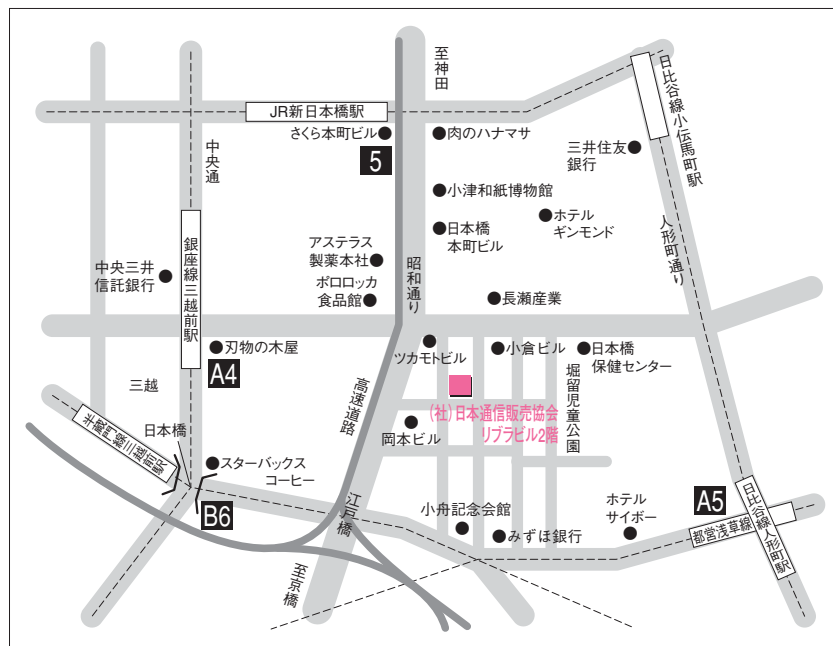 至神田
JR新日本橋駅
さくら本町ビル
5
肉のハナマサ
三井住友
銀行
日比谷線小伝馬町駅
中央通
小津和紙博物館
ホテル
ギンモンド
日本橋
本町ビル
人形町通り
アステラス
製薬本社
昭和通り
中央三井
信託銀行
銀座線三越前駅
ポロロッカ
食品館
長瀬産業
刃物の木屋
A4
ツカモトビル
小倉ビル
日本橋
保健センター
三越
高速道路
(社)日本通信販売協会
リブラビル2階
堀留児童公園
日本橋
半蔵門線三越前駅
岡本ビル
スターバックス
コーヒー
B6
江戸橋
小舟記念会館
みずほ銀行
ホテル
サイボー
A5
都営浅草線
日比谷線人形町駅
至京橋